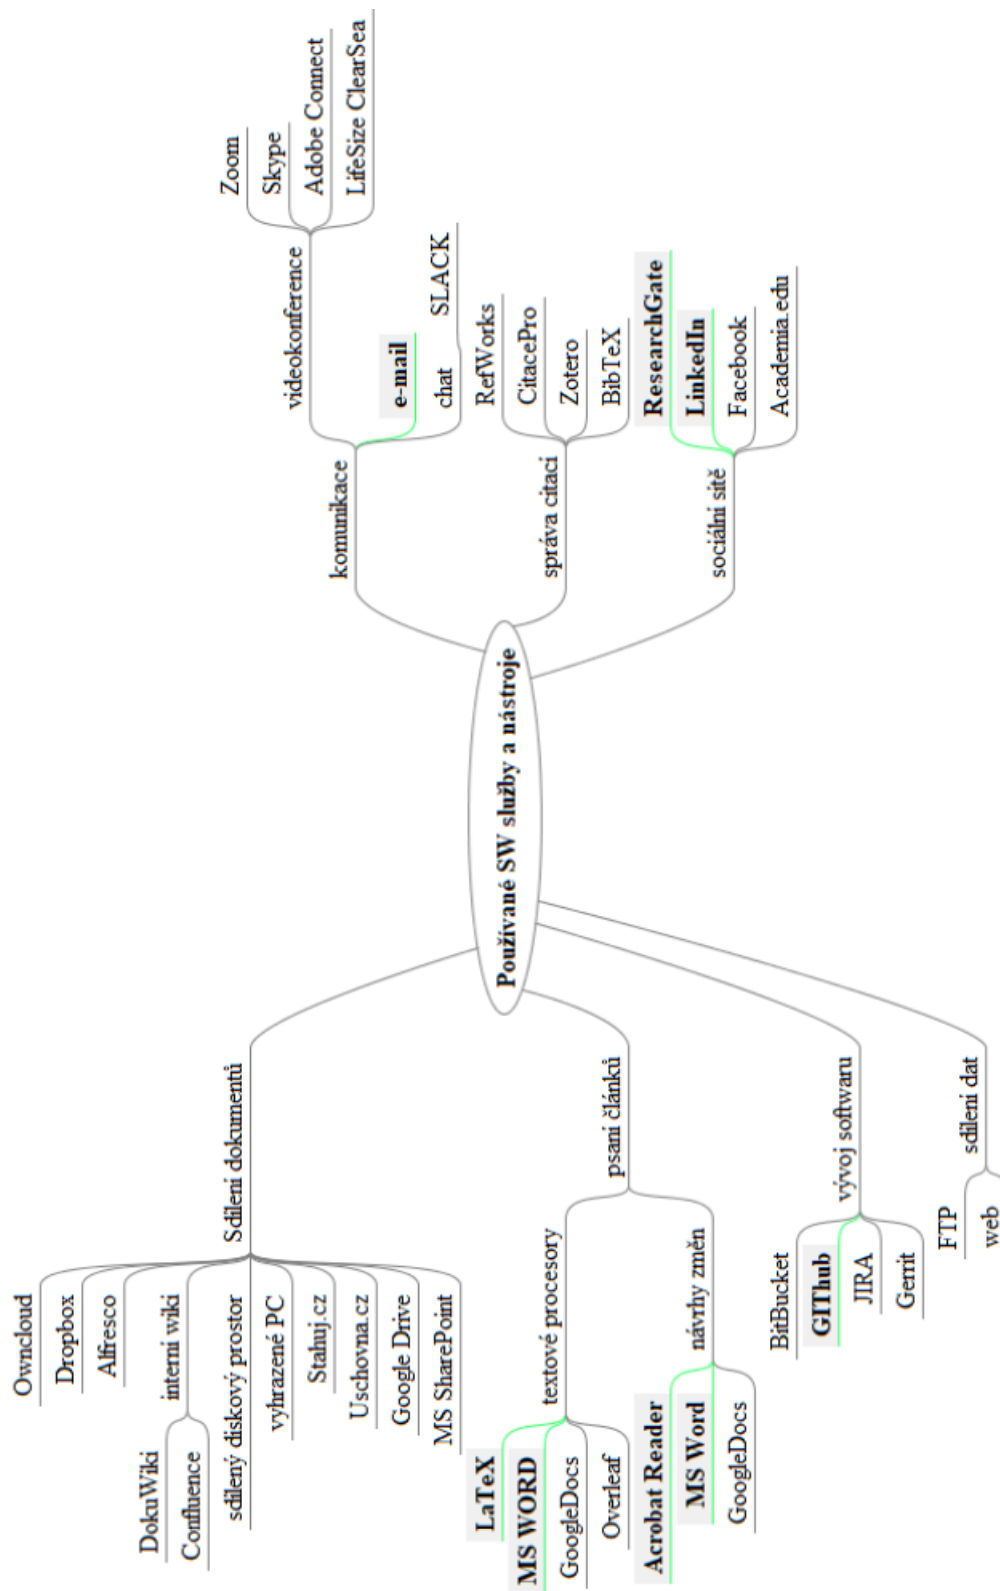 Používané SW služby a nástroje
Sdílení dokumentů
Owncloud
Dropbox
Alfresco
interní wiki
DokuWiki
Confluence
sdílený diskový prostor
vyhrazené PC
Stahuj.cz
Uschovna.cz
Google Drive
MS SharePoint
psaní článků
textové procesory
LaTeX
MS WORD
GoogleDocs
Overleaf
návrhy změn
Acrobat Reader
MS Word
GoogleDocs
vývoj softwaru
BitBucket
GIThub
JIRA
Gerrit
sdílení dat
FTP
web
komunikace
videokonference
Zoom
Skype
Adobe Connect
LifeSize ClearSea
e-mail
chat
SLACK
správa citací
RefWorks
CitacePro
Zotero
BibTeX
sociální sítě
ResearchGate
LinkedIn
Facebook
Academia.edu